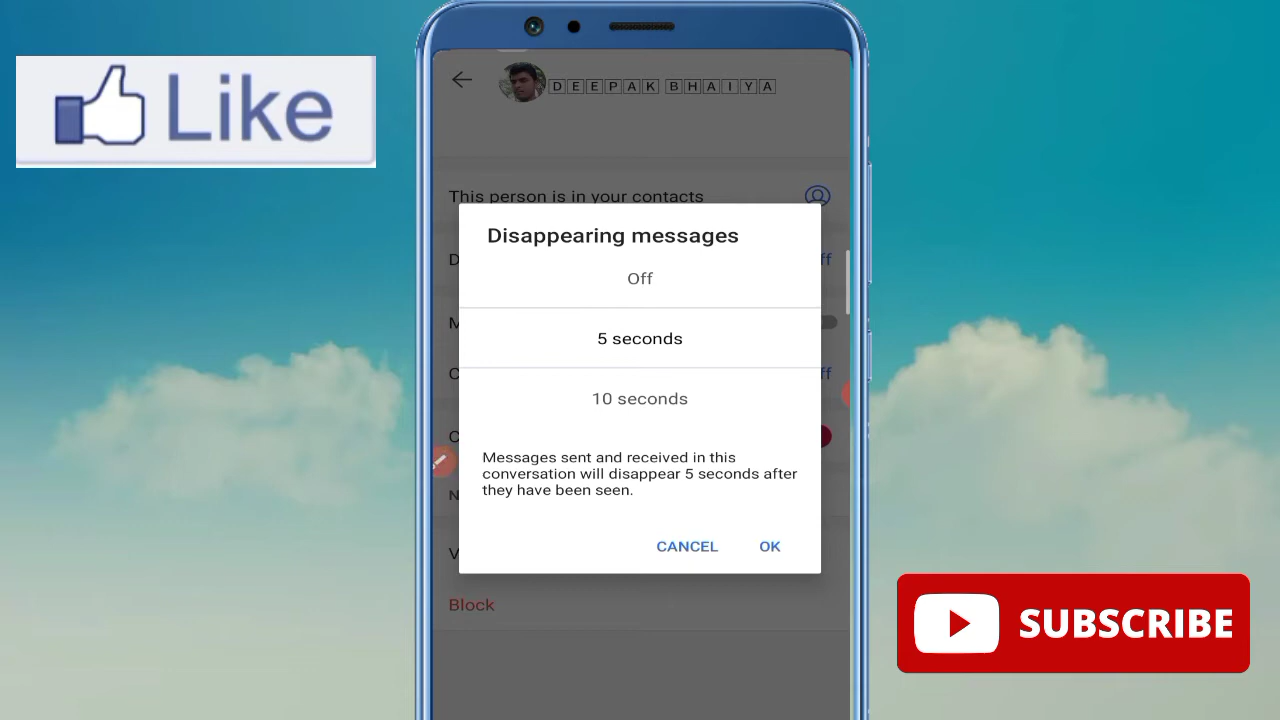 Like
DEEPAK BHAIYA
This person is in your contacts
Disappearing messages
Off
5 seconds
10 seconds
Messages sent and received in this
conversation will disappear 5 seconds after
they have been seen.
CANCEL OK
Block
SUBSCRIBE